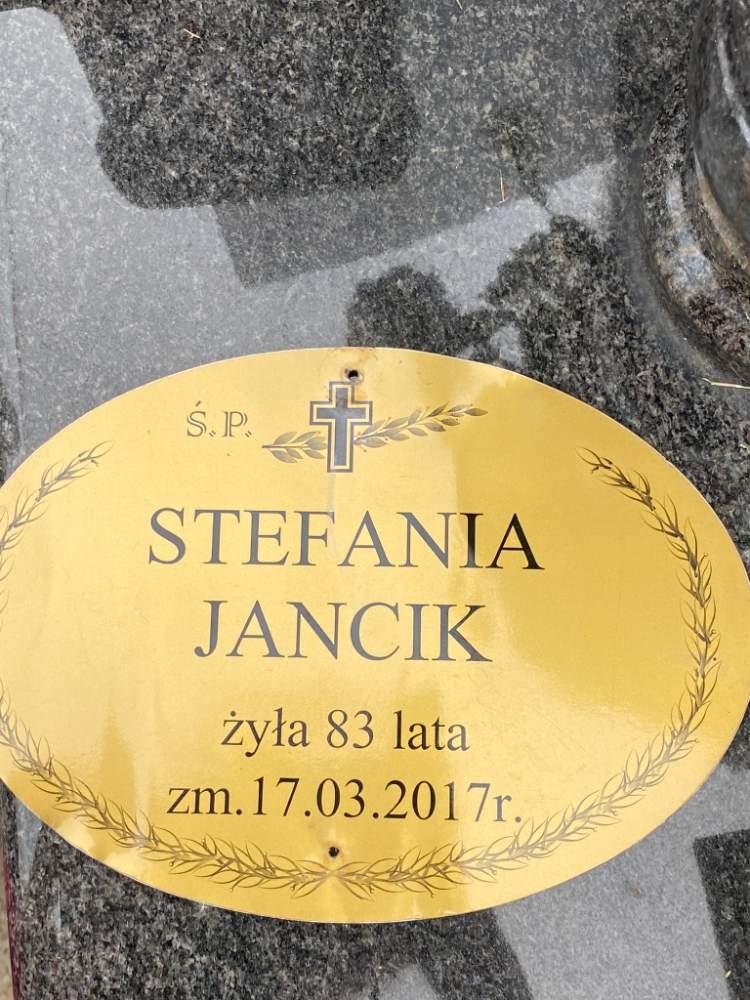 Ś.P.
STEFANIA
JANCIK
żyła 83 lata
zm.17.03.2017r.